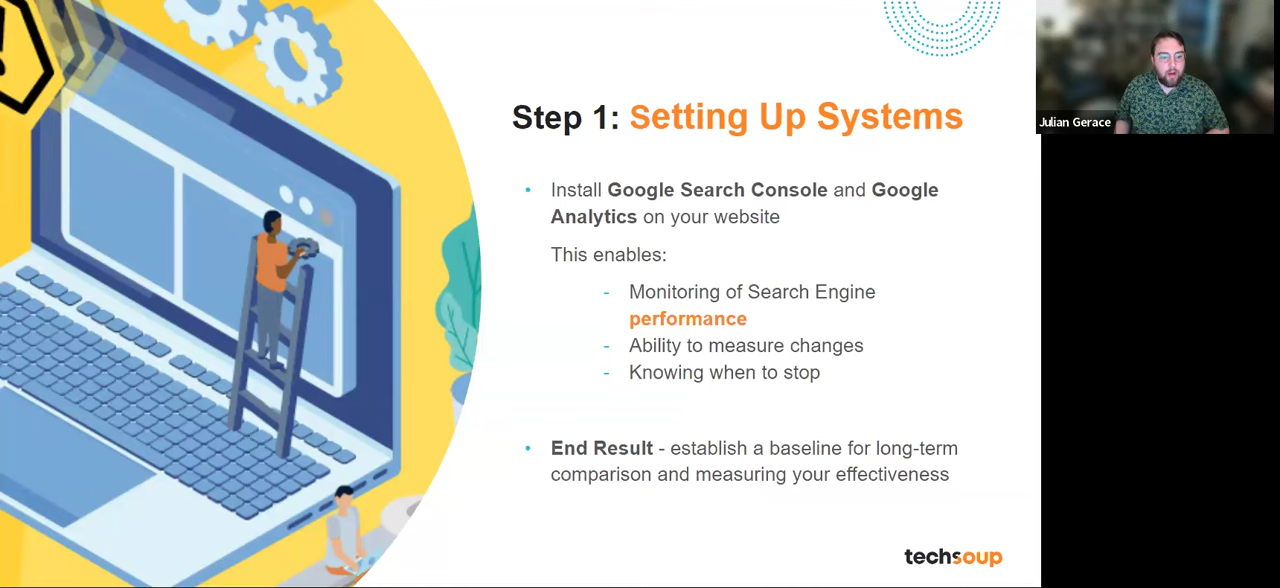 Step 1: Setting Up Systems
Julian Gerace
• Install Google Search Console and Google
Analytics on your website
This enables:
- Monitoring of Search Engine
performance
- Ability to measure changes
- Knowing when to stop
• End Result - establish a baseline for long-term
comparison and measuring your effectiveness
techsoup